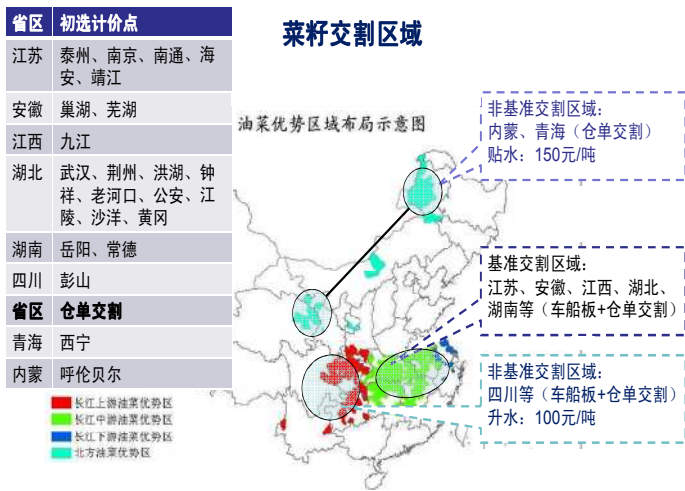 菜籽交割区域
省区 初选计价点
江苏 泰州、南京、南通、海
安、靖江
安徽 巢湖、芜湖
江西 九江
湖北 武汉、荆州、洪湖、钟
祥、老河口、公安、江
陵、沙洋、黄冈
湖南 岳阳、常德
四川 彭山
省区 仓单交割
青海 西宁
内蒙 呼伦贝尔
油菜优势区域布局示意图
非基准交割区域：
内蒙、青海（仓单交割）
贴水：150元/吨
基准交割区域：
江苏、安徽、江西、湖北、
湖南等（车船板+仓单交割）
非基准交割区域：
四川等（车船板+仓单交割）
升水：100元/吨
长江上游油菜优势区
长江中游油菜优势区
长江下游油菜优势区
北方油菜优势区